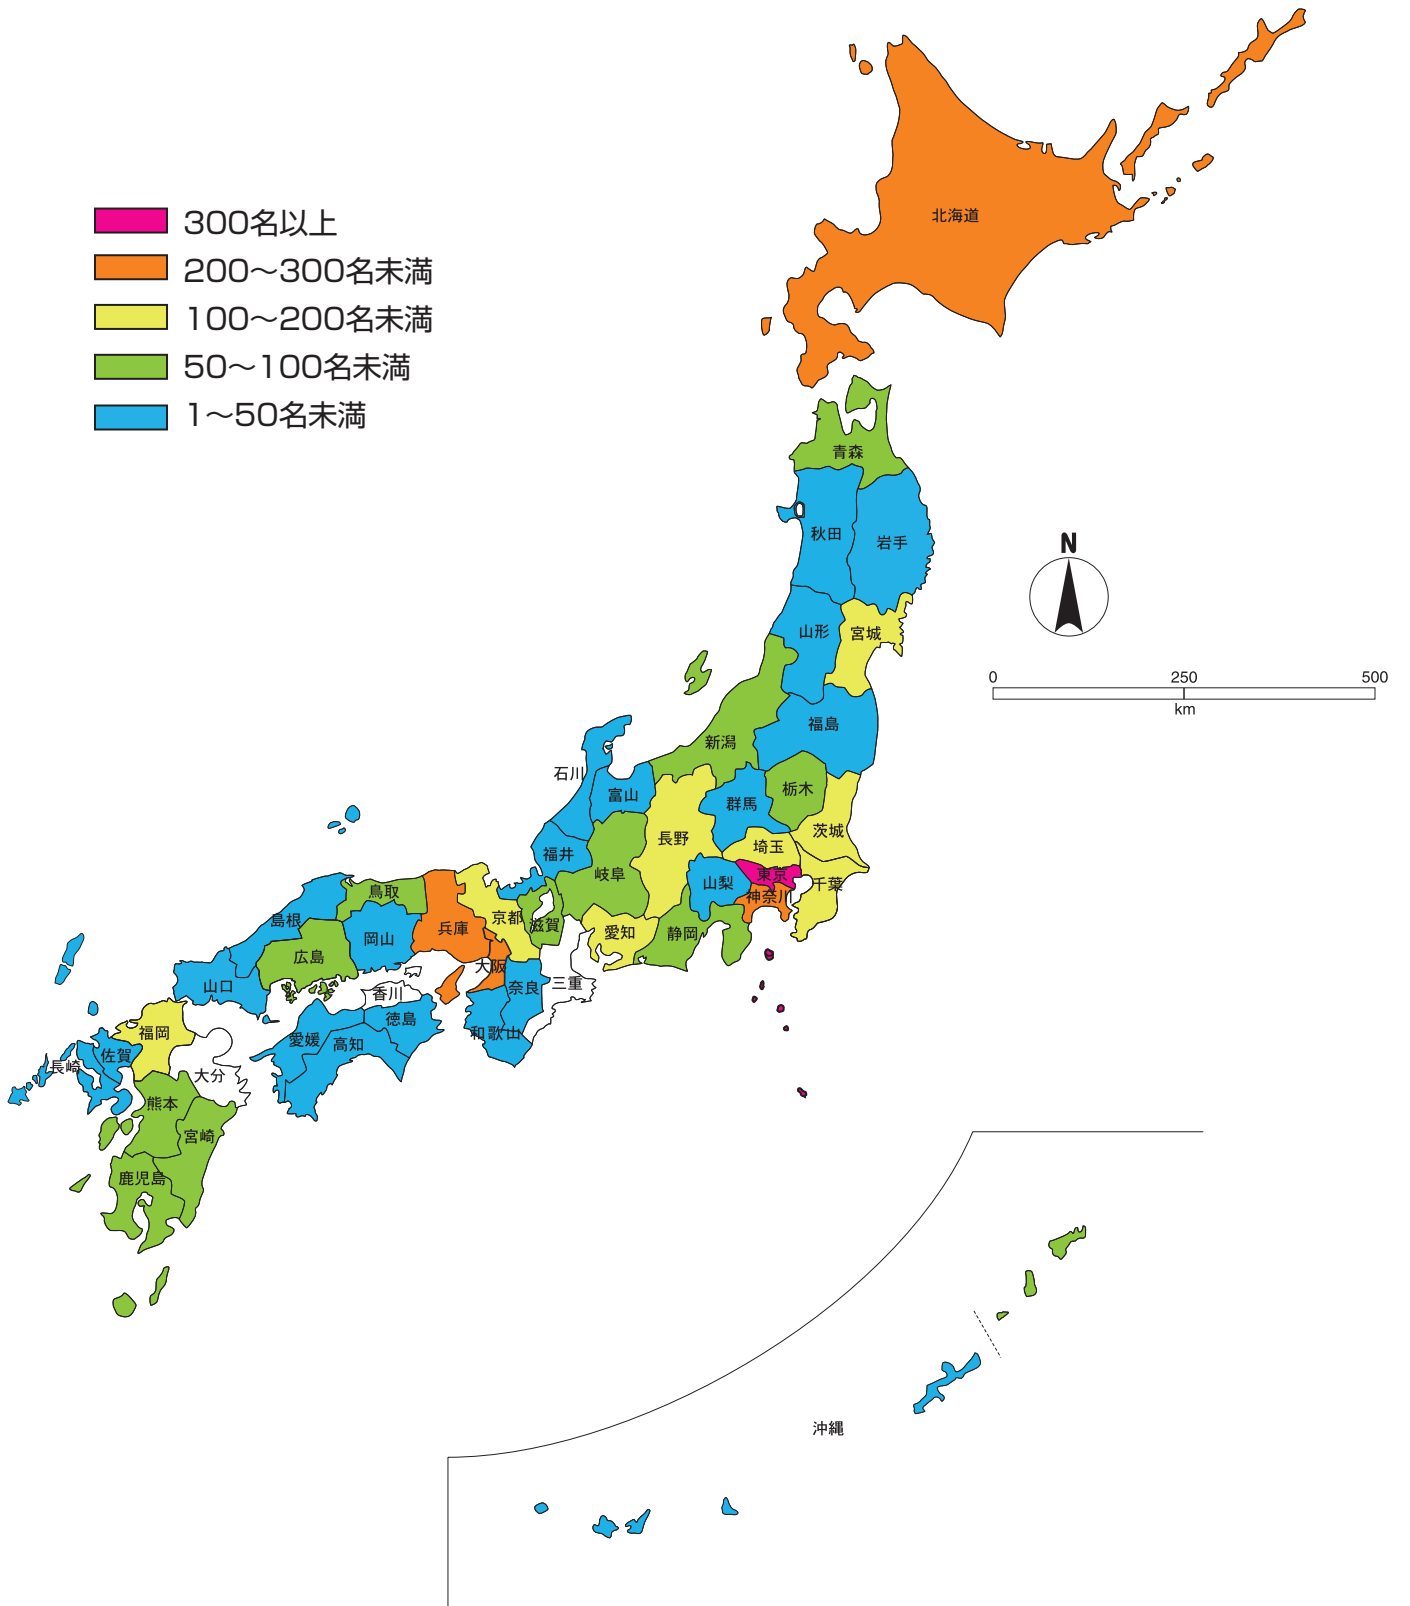 300名以上
200〜300名未満
100〜200名未満
50〜100名未満
1〜50名未満
北海道
青森
秋田
岩手
N
山形
宮城
0 250 500
km
福島
新潟
石川
富山
群馬
栃木
長野
茨城
埼玉
福井
岐阜
東京
山梨
千葉
神奈川
鳥取
島根
京都
滋賀
兵庫
愛知
静岡
岡山
広島
大阪
三重
山口
香川
奈良
徳島
和歌山
福岡
愛媛
高知
佐賀
長崎
大分
熊本
宮崎
鹿児島
沖縄